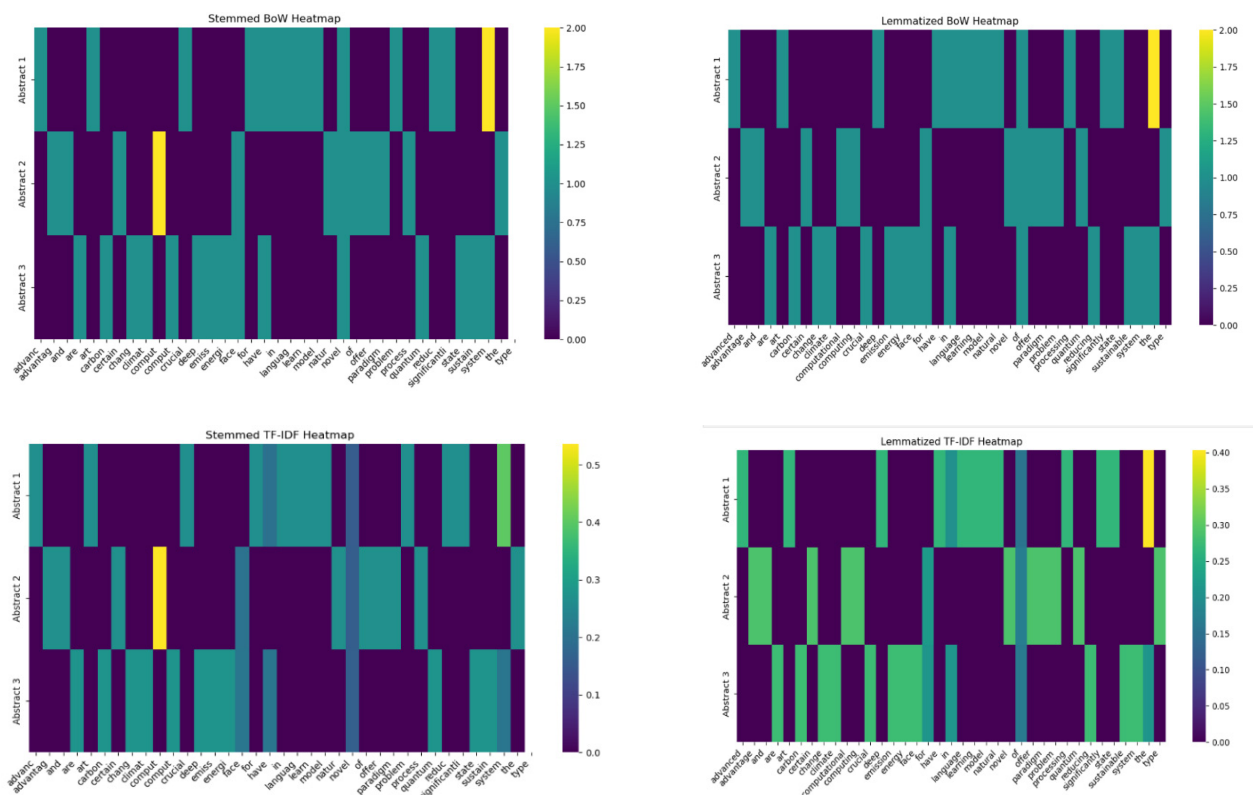 Stemmed BoW Heatmap
Abstract 1
Abstract 2
Abstract 3
advanc
advantag
and
are
art
carbon
certain
chang
climat
comput
comput
crucial
deep
emiss
energi
face
for
have
in
languag
learn
model
natur
novel
of
offer
paradigm
problem
process
quantum
reduc
significantli
state
sustain
system
the
type
2.00
1.75
1.50
1.25
1.00
0.75
0.50
0.25
0.00
Lemmatized BoW Heatmap
Abstract 1
Abstract 2
Abstract 3
advanced
advantage
and
are
art
carbon
certain
change
climate
computational
computing
crucial
deep
emission
energy
face
for
have
in
language
learning
model
natural
novel
of
offer
paradigm
problem
processing
quantum
reducing
significantly
state
sustainable
system
the
type
2.00
1.75
1.50
1.25
1.00
0.75
0.50
0.25
0.00
Stemmed TF-IDF Heatmap
Abstract 1
Abstract 2
Abstract 3
advanc
advantag
and
are
art
carbon
certain
chang
climat
comput
comput
crucial
deep
emiss
energi
face
for
have
in
languag
learn
model
natur
novel
of
offer
paradigm
problem
process
quantum
reduc
significantli
state
sustain
system
the
type
0.5
0.4
0.3
0.2
0.1
0.0
Lemmatized TF-IDF Heatmap
Abstract 1
Abstract 2
Abstract 3
advanced
advantage
and
are
art
carbon
certain
change
climate
computational
computing
crucial
deep
emission
energy
face
for
have
in
language
learning
model
natural
novel
of
offer
paradigm
problem
processing
quantum
reducing
significantly
state
sustainable
system
the
type
0.40
0.35
0.30
0.25
0.20
0.15
0.10
0.05
0.00